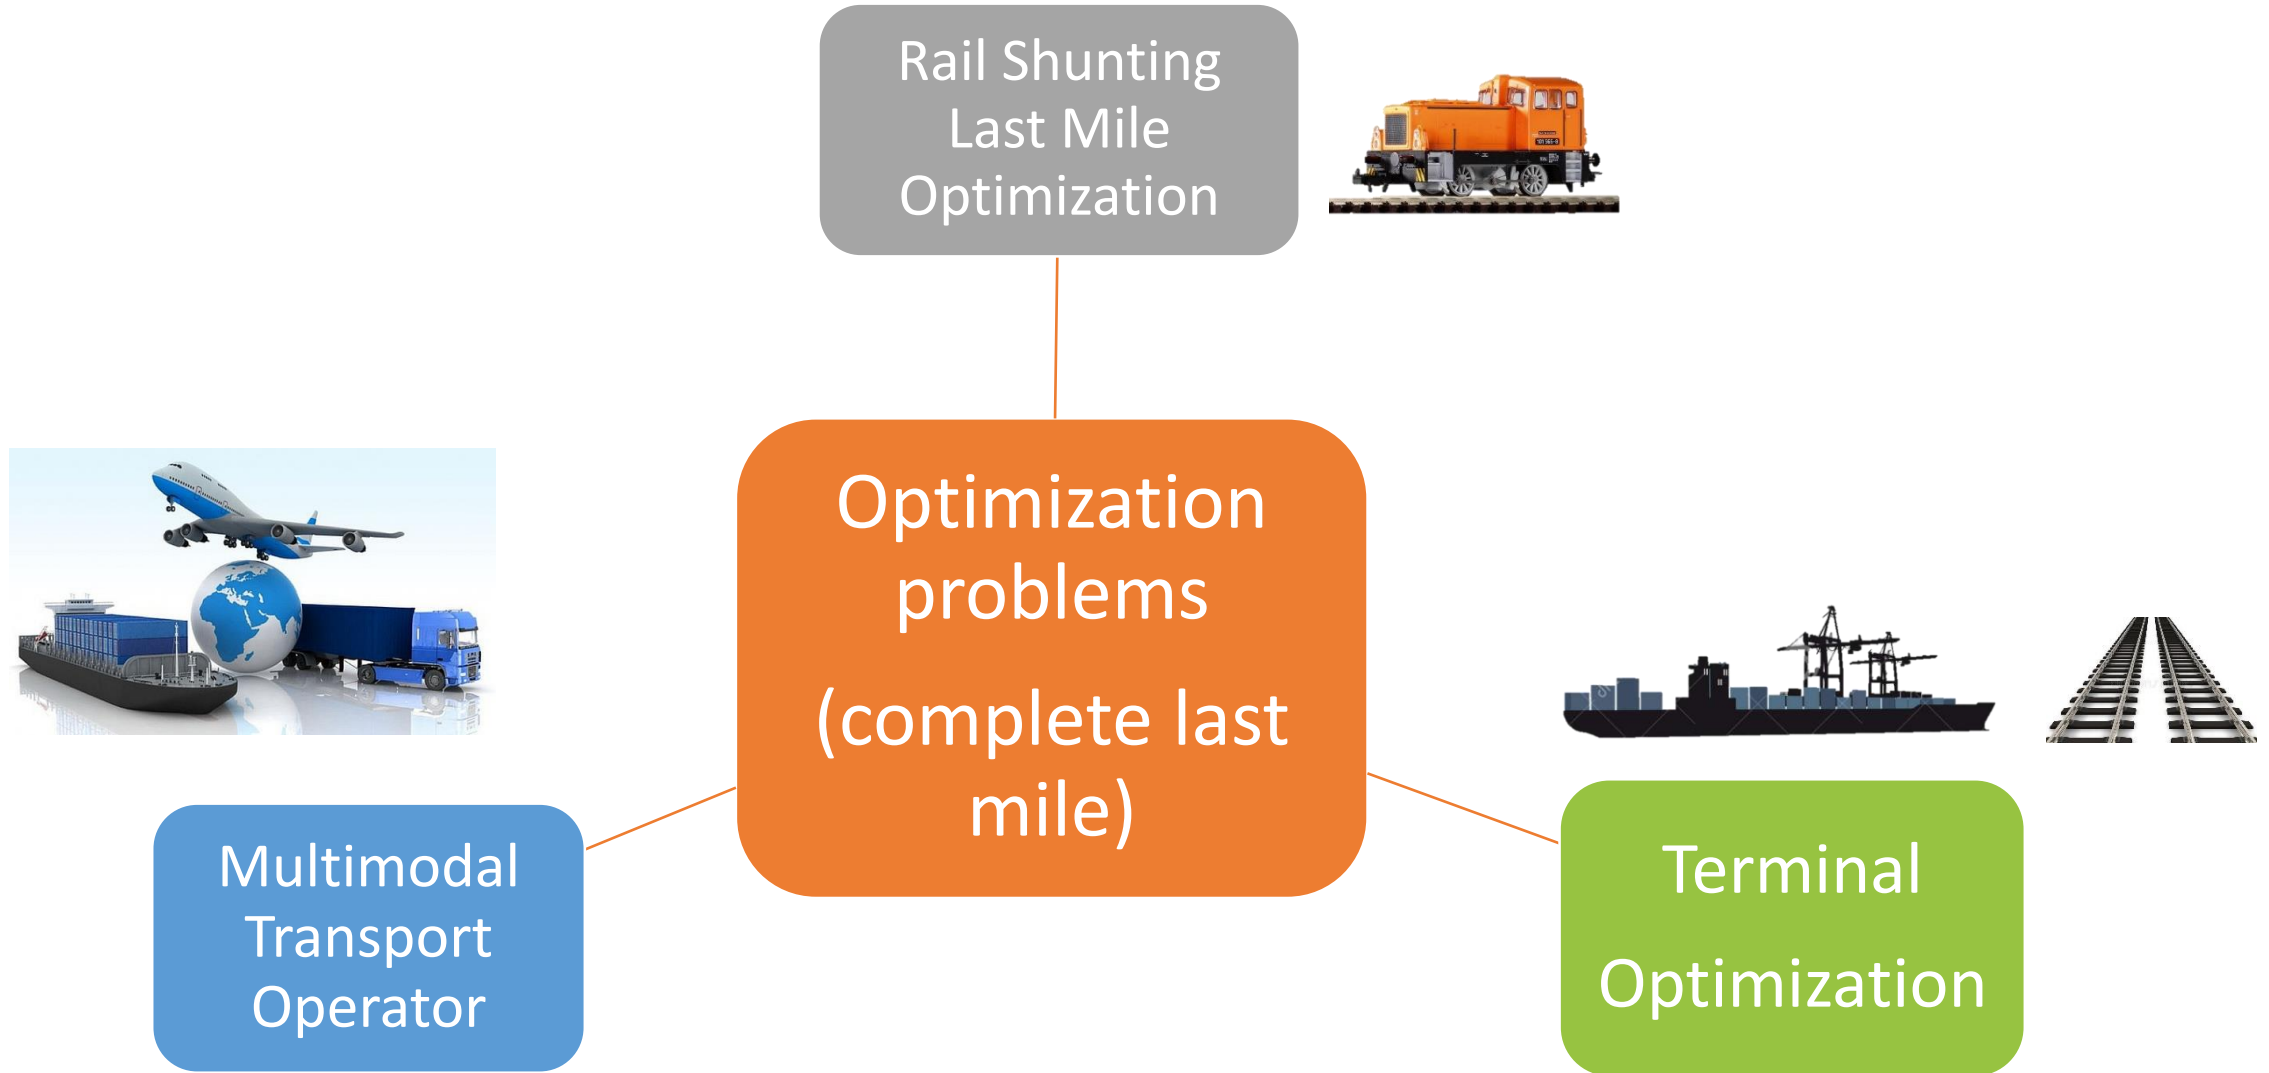 Rail Shunting
Last Mile
Optimization
Optimization
problems
(complete last
mile)
Multimodal
Transport
Operator
Terminal
Optimization